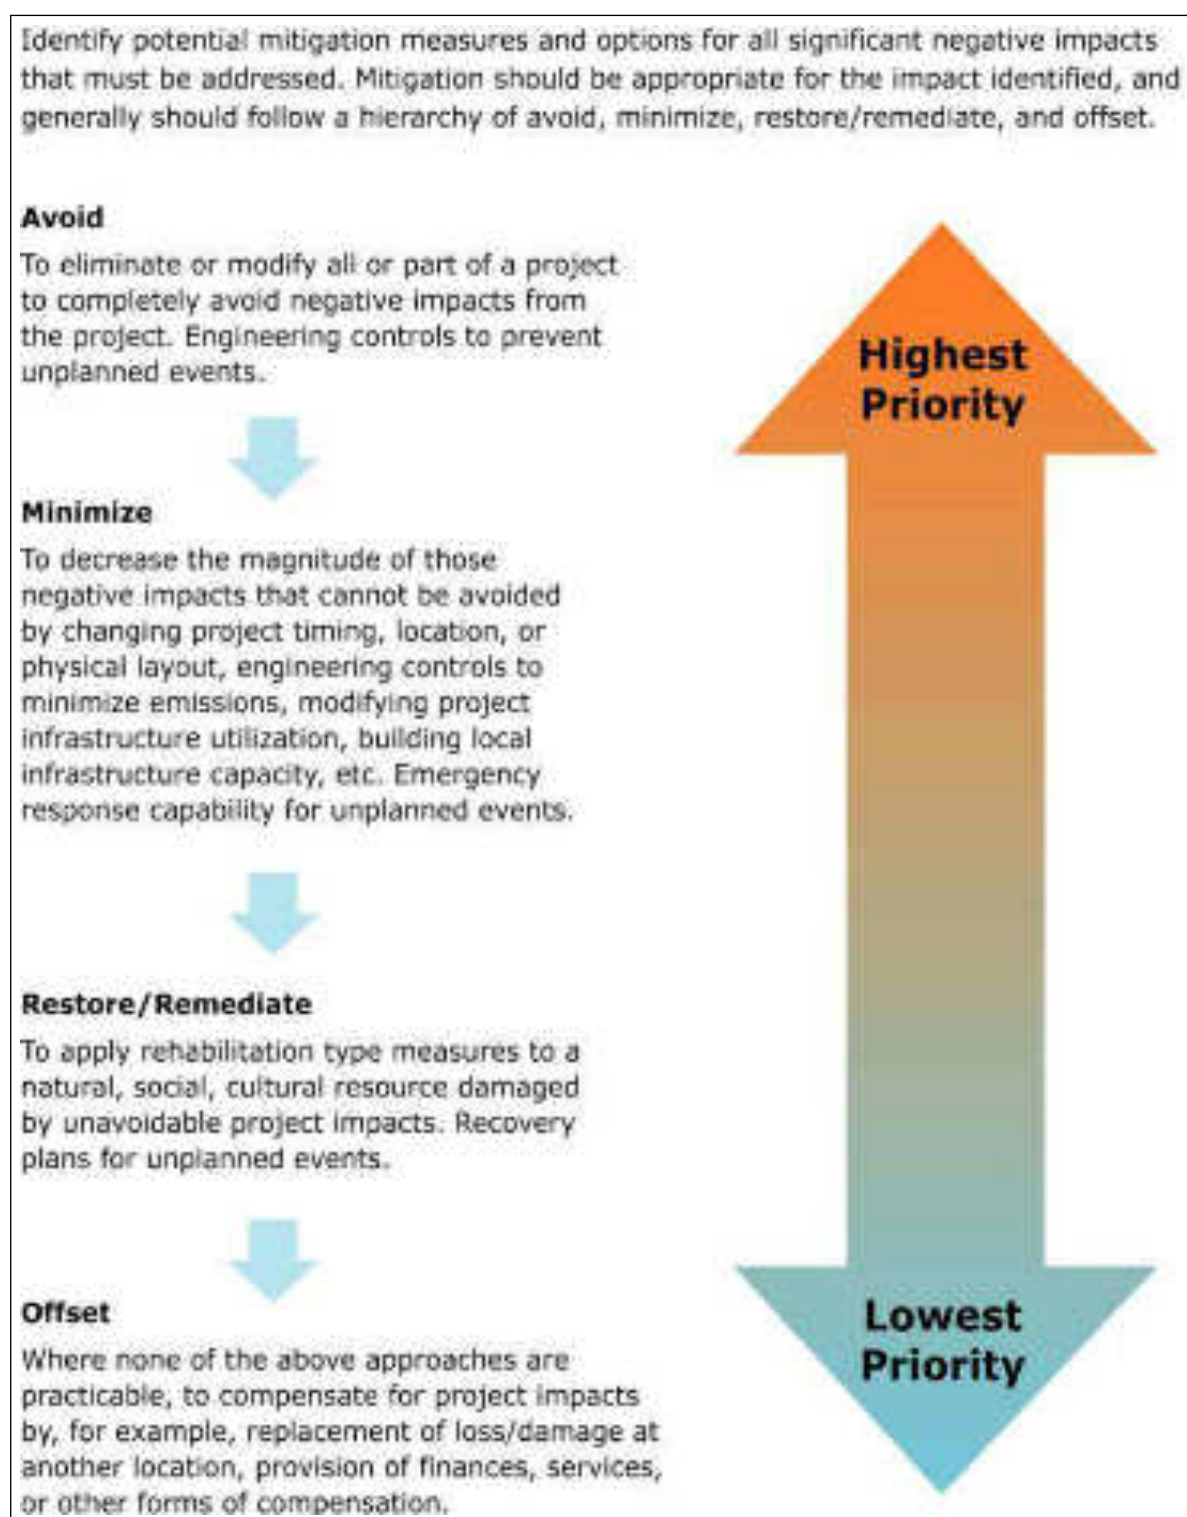 Identify potential mitigation measures and options for all significant negative impacts
that must be addressed. Mitigation should be appropriate for the impact identified, and
generally should follow a hierarchy of avoid, minimize, restore/remediate, and offset.
Avoid
To eliminate or modify all or part of a project
to completely avoid negative impacts from
the project. Engineering controls to prevent
unplanned events.
Highest
Priority
Minimize
To decrease the magnitude of those
negative impacts that cannot be avoided
by changing project timing, location, or
physical layout, engineering controls to
minimize emissions, modifying project
infrastructure utilization, building local
infrastructure capacity, etc. Emergency
response capability for unplanned events.
Restore/Remediate
To apply rehabilitation type measures to a
natural, social, cultural resource damaged
by unavoidable project impacts. Recovery
plans for unplanned events.
Offset
Where none of the above approaches are
practicable, to compensate for project impacts
by, for example, replacement of loss/damage at
another location, provision of finances, services,
or other forms of compensation.
Lowest
Priority